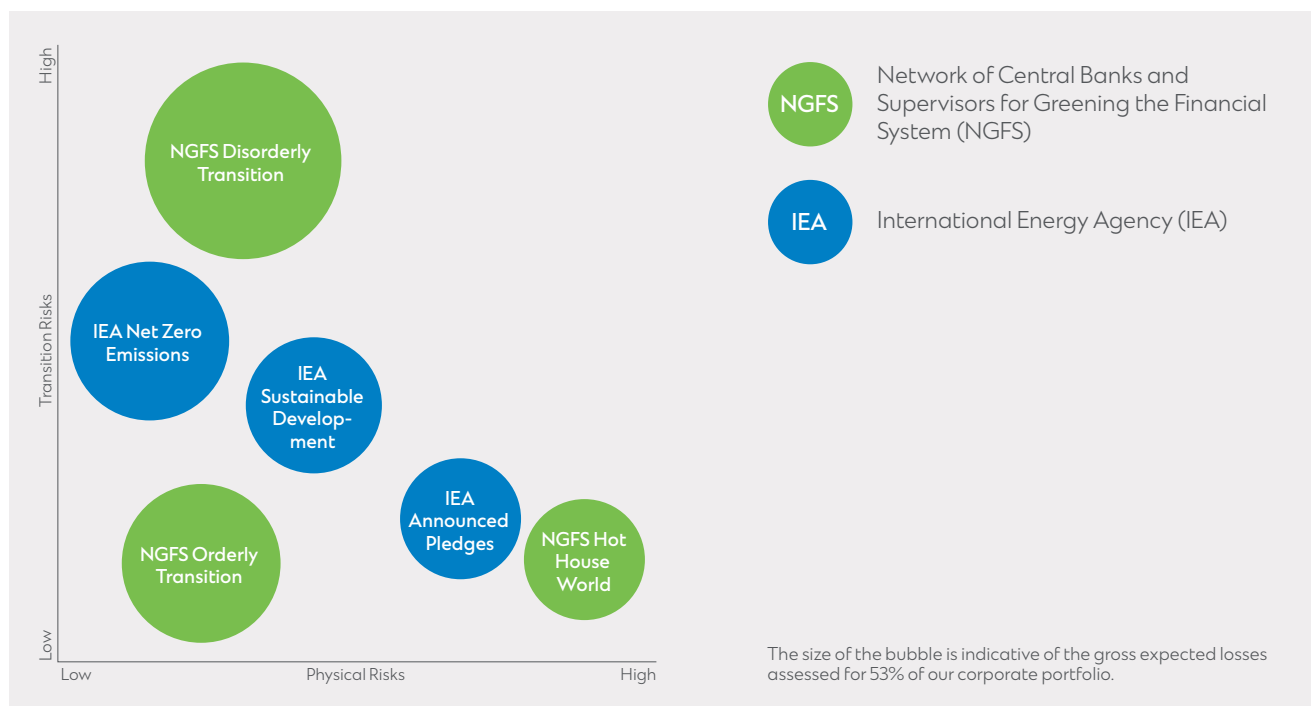 High
Transition Risks
Low
Low
Physical Risks
High
NGFS Disorderly
Transition
IEA Net Zero
Emissions
IEA
Sustainable
Develop-
ment
NGFS Orderly
Transition
IEA
Announced
Pledges
NGFS Hot
House
World
NGFS
Network of Central Banks and
Supervisors for Greening the Financial
System (NGFS)
IEA
International Energy Agency (IEA)
The size of the bubble is indicative of the gross expected losses
assessed for 53% of our corporate portfolio.